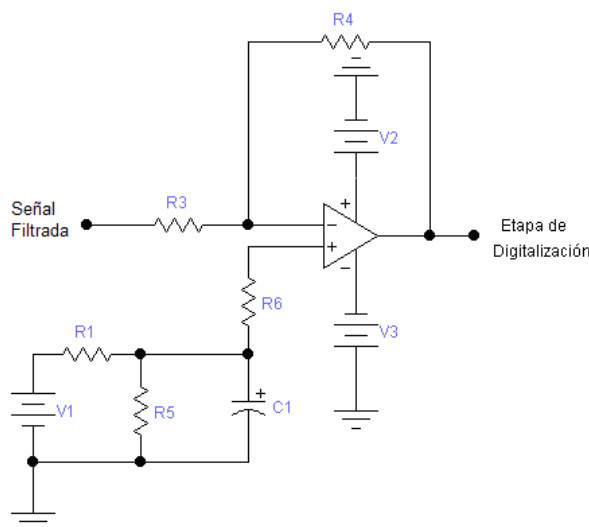 R4
V2
R3
Señal
Filtrada
Etapa de
Digitalización
R6
V3
R1
V1
R5
C1